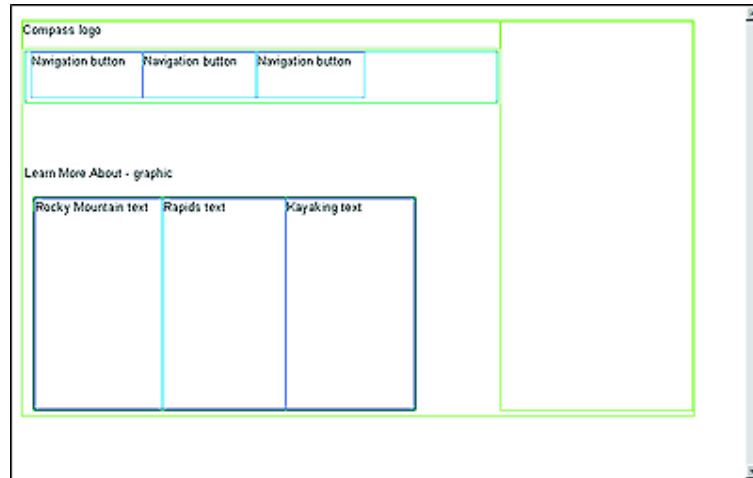 Compass logo
Navigation button Navigation button Navigation button
Learn More About - graphic
Rocky Mountain text Rapids text Kayaking text